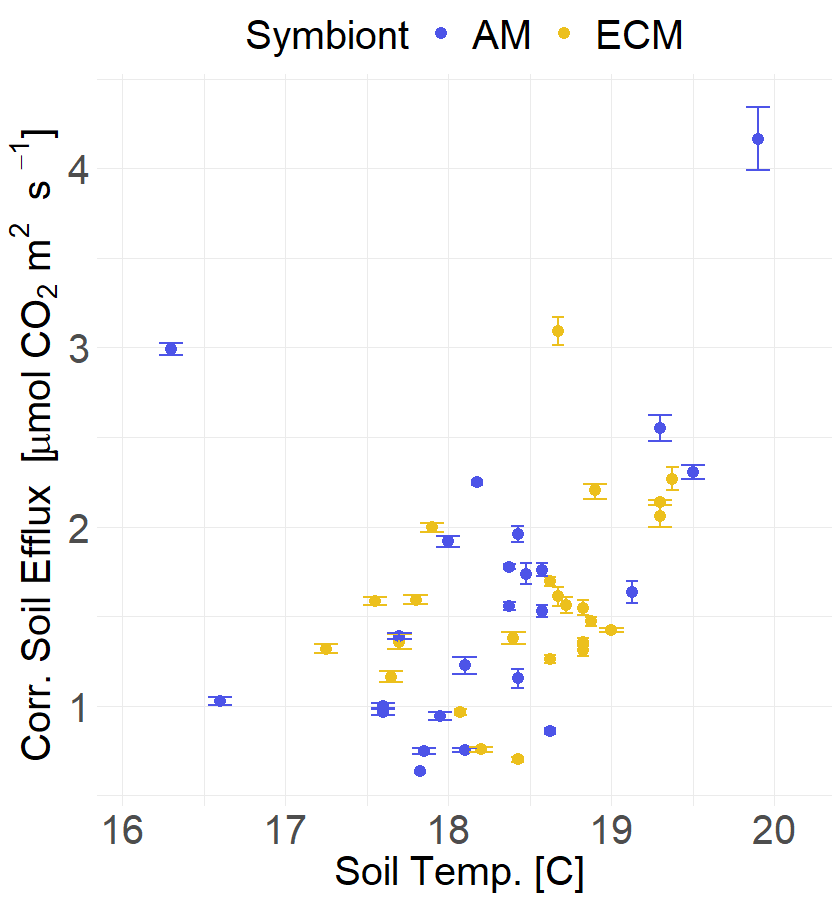 Symbiont AM ECM
Corr. Soil Efflux [μmol CO₂ m² s⁻¹]
4
3
2
1
16 17 18 19 20
Soil Temp. [C]